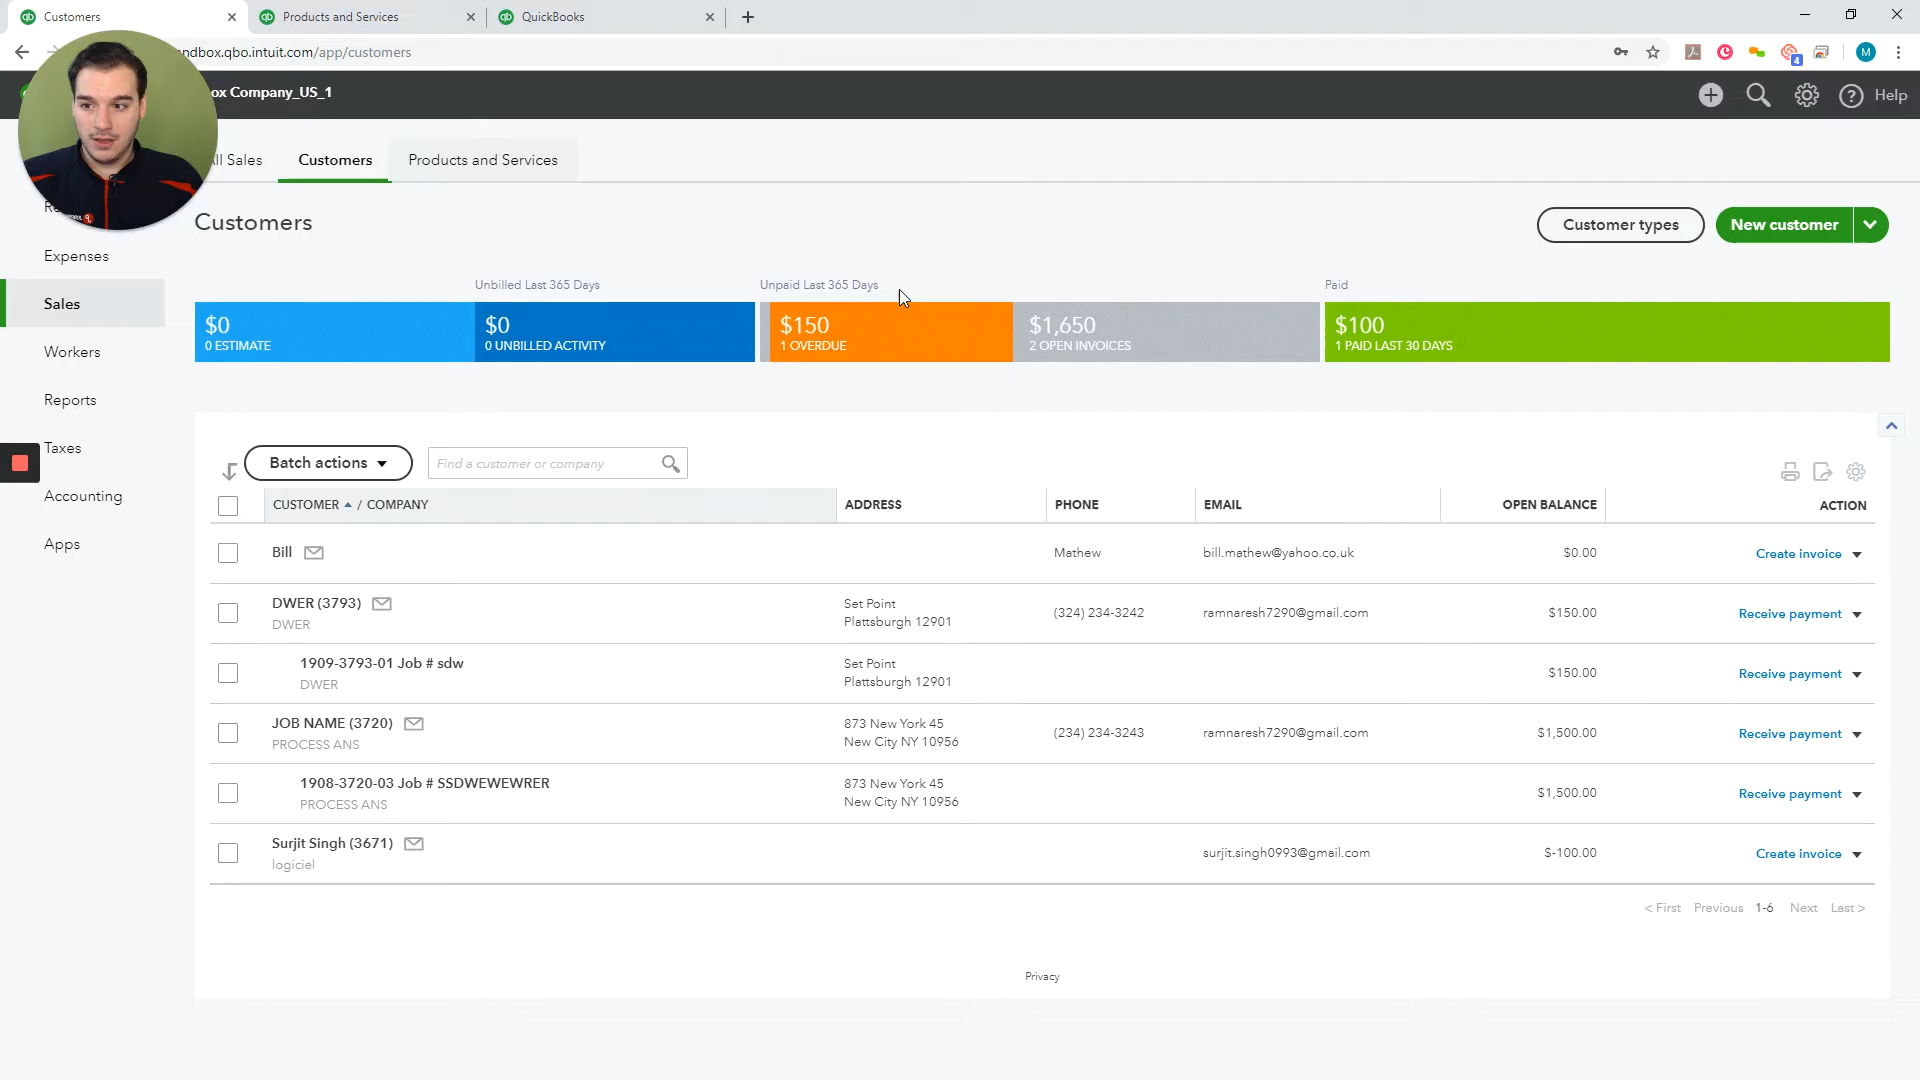 Customers
Products and Services
QuickBooks
ndbox.qbo.intuit.com/app/customers
4
M
ox Company_US_1
Help
ll Sales
Customers
Products and Services
Expenses
Sales
Workers
Reports
Taxes
Accounting
Apps
Customers
Customer types
New customer
Unbilled Last 365 Days
Unpaid Last 365 Days
Paid
$0
0 ESTIMATE
$0
0 UNBILLED ACTIVITY
$150
1 OVERDUE
$1,650
2 OPEN INVOICES
$100
1 PAID LAST 30 DAYS
Batch actions
Find a customer or company
CUSTOMER / COMPANY ADDRESS PHONE EMAIL OPEN BALANCE ACTION
Bill Mathew bill.mathew@yahoo.co.uk $0.00 Create invoice
DWER (3793)
DWER
Set Point
Plattsburgh 12901
(324) 234-3242 ramnaresh7290@gmail.com $150.00 Receive payment
1909-3793-01 Job # sdw
DWER
Set Point
Plattsburgh 12901
$150.00 Receive payment
JOB NAME (3720)
PROCESS ANS
873 New York 45
New City NY 10956
(234) 234-3243 ramnaresh7290@gmail.com $1,500.00 Receive payment
1908-3720-03 Job # SSDWEWEWRER
PROCESS ANS
873 New York 45
New City NY 10956
$1,500.00 Receive payment
Surjit Singh (3671)
logiciel
surjit.singh0993@gmail.com $-100.00 Create invoice
< First Previous 1-6 Next Last >
Privacy